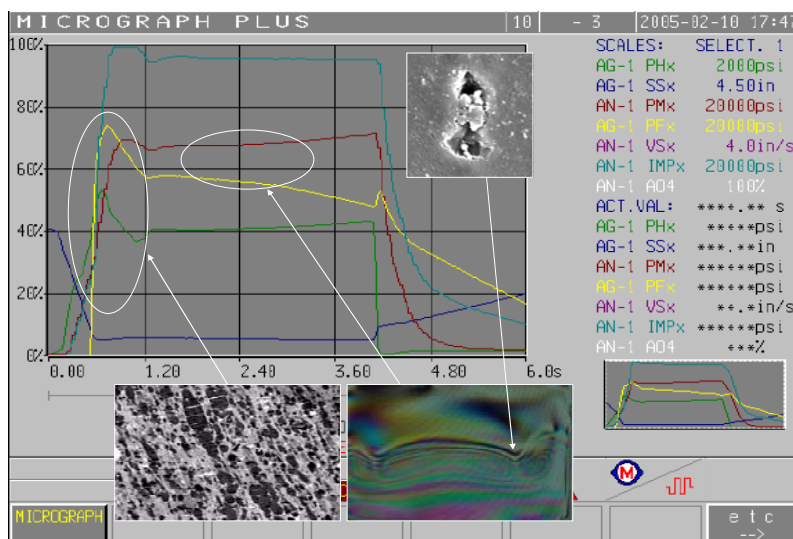 MICROGRAPH PLUS 10 - 3 2005-02-10 17:47
100%
80%
60%
40%
20%
0%
0.00 1.20 2.40 3.60 4.80 6.0s
SCALES: SELECT. 1
AG-1 PHx 2000psi
AG-1 SSx 4.50in
AN-1 PMx 20000psi
AG-1 PFx 20000psi
AN-1 VSx 4.0in/s
AN-1 IMPx 20000psi
AN-1 AO4 100%
ACT.VAL: ****.** s
AG-1 PHx *****psi
AG-1 SSx ***.**in
AN-1 PMx ******psi
AG-1 PFx ******psi
AN-1 VSx **.*in/s
AN-1 IMPx ******psi
AN-1 AO4 ***%
M
MICROGRAPH
etc
-->